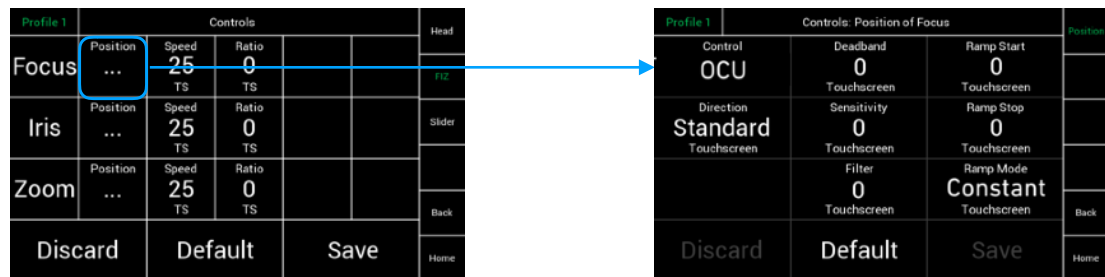 Profile 1 Controls Head
Focus Position ... Speed 25 TS Ratio 0 TS FIZ
Iris Position ... Speed 25 TS Ratio 0 TS Slider
Zoom Position ... Speed 25 TS Ratio 0 TS Back
Discard Default Save Home
Profile 1 Controls: Position of Focus Position
Control Deadband Ramp Start
OCU 0 0
Touchscreen Touchscreen
Direction Sensitivity Ramp Stop
Standard 0 0
Touchscreen Touchscreen Touchscreen
Filter Ramp Mode
0 Constant
Touchscreen Touchscreen Back
Discard Default Save Home